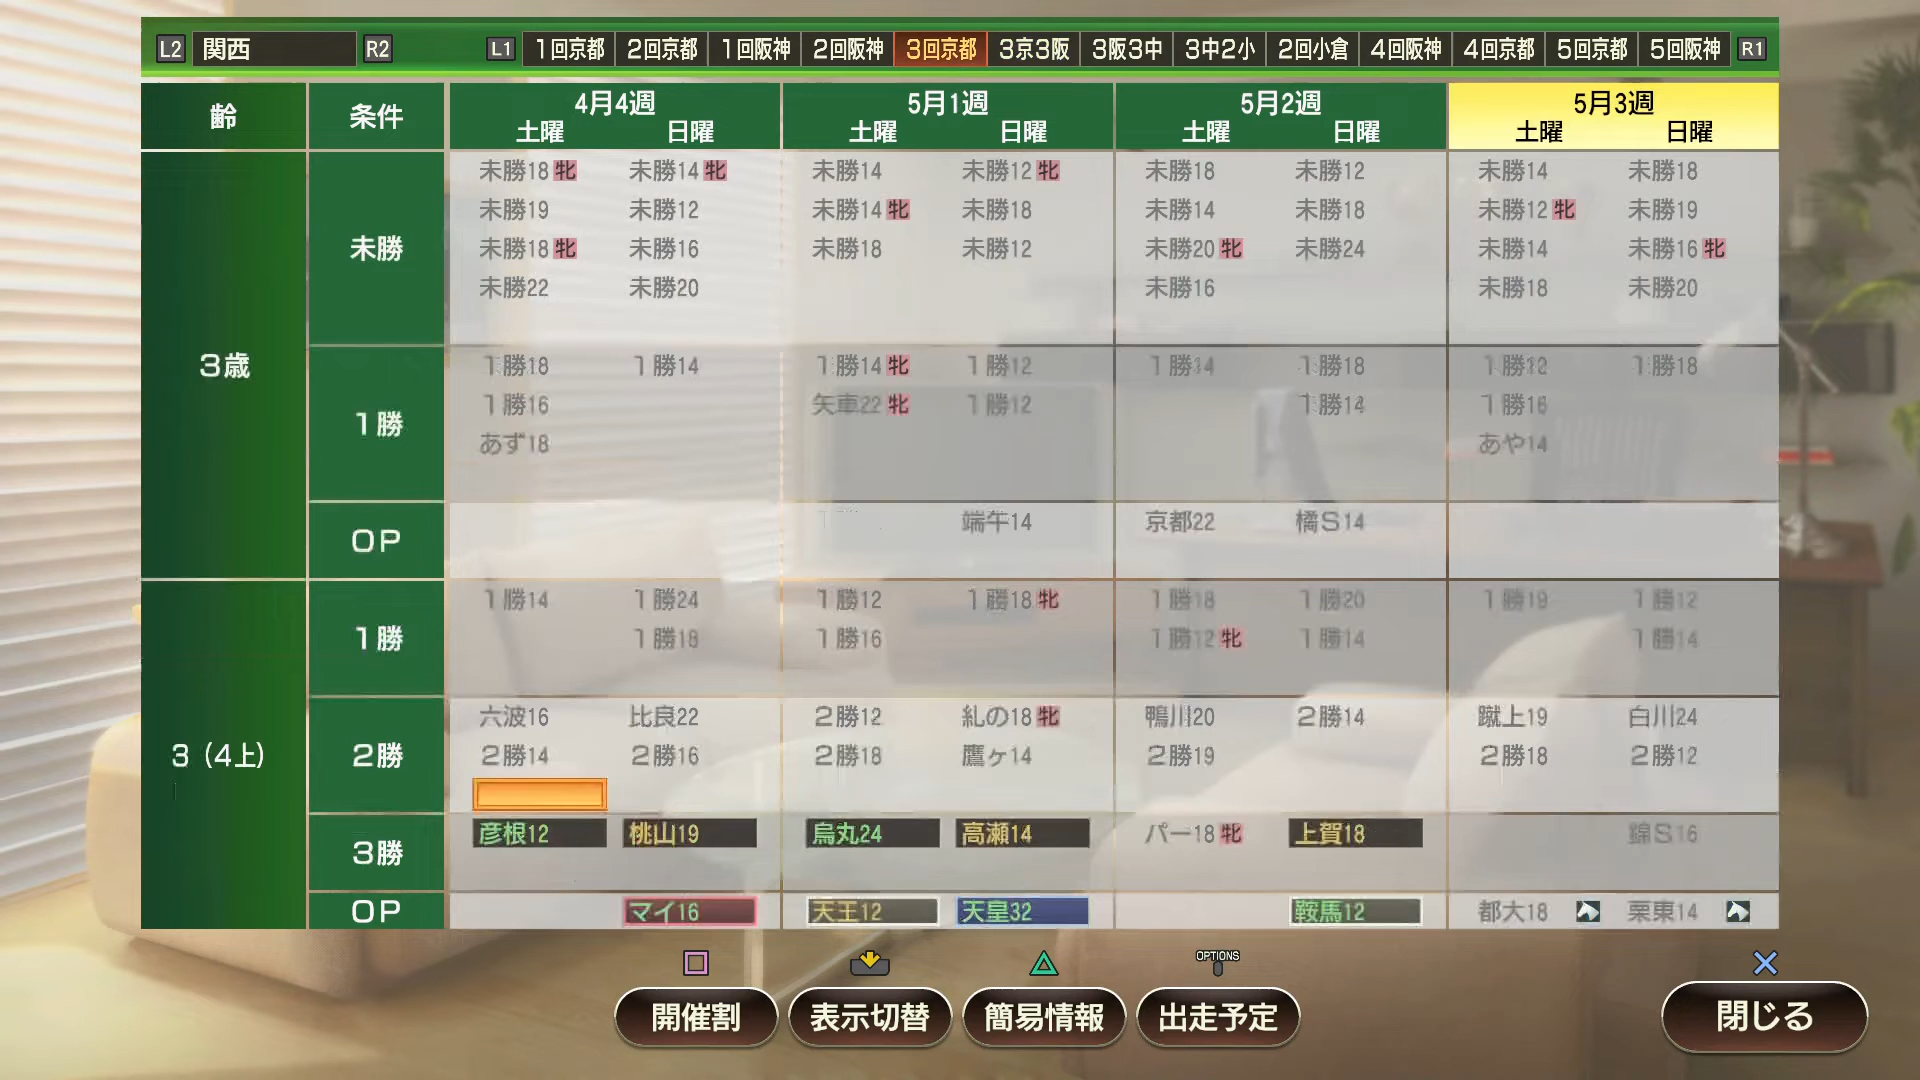 L2 関西 R2 L1 1回京都 2回京都 1回阪神 2回阪神 3回京都 3京3阪 3阪3中 3中2小 2回小倉 4回阪神 4回京都 5回京都 5回阪神 R1
齢 条件 4月4週 5月1週 5月2週 5月3週
土曜 日曜 土曜 日曜 土曜 日曜 土曜 日曜
3歳
未勝
未勝18牝 未勝14牝 未勝14 未勝12牝 未勝18 未勝12 未勝14 未勝18
未勝19 未勝12 未勝14牝 未勝18 未勝14 未勝18 未勝12牝 未勝19
未勝18牝 未勝16 未勝18 未勝12 未勝20牝 未勝24 未勝14 未勝16牝
未勝22 未勝20 未勝16 未勝18 未勝20
1勝
1勝18 1勝14 1勝14牝 1勝12 1勝14 1勝18 1勝12 1勝18
1勝16 矢車22牝 1勝12 1勝14 1勝16
あず18 あや14
OP
端午14 京都22 橘S14
3(4上)
1勝
1勝14 1勝24 1勝12 1勝18牝 1勝18 1勝20 1勝19 1勝12
1勝18 1勝16 1勝12牝 1勝14 1勝14
2勝
六波16 比良22 2勝12 糺の18牝 鴨川20 2勝14 蹴上19 白川24
2勝14 2勝16 2勝18 鷹ヶ14 2勝19 2勝18 2勝12
3勝
彦根12 桃山19 烏丸24 高瀬14 パー18牝 上賀18 錦S16
OP
マイ16 天王12 天皇32 鞍馬12 都大18 栗東14
OPTIONS
開催割 表示切替 簡易情報 出走予定 閉じる